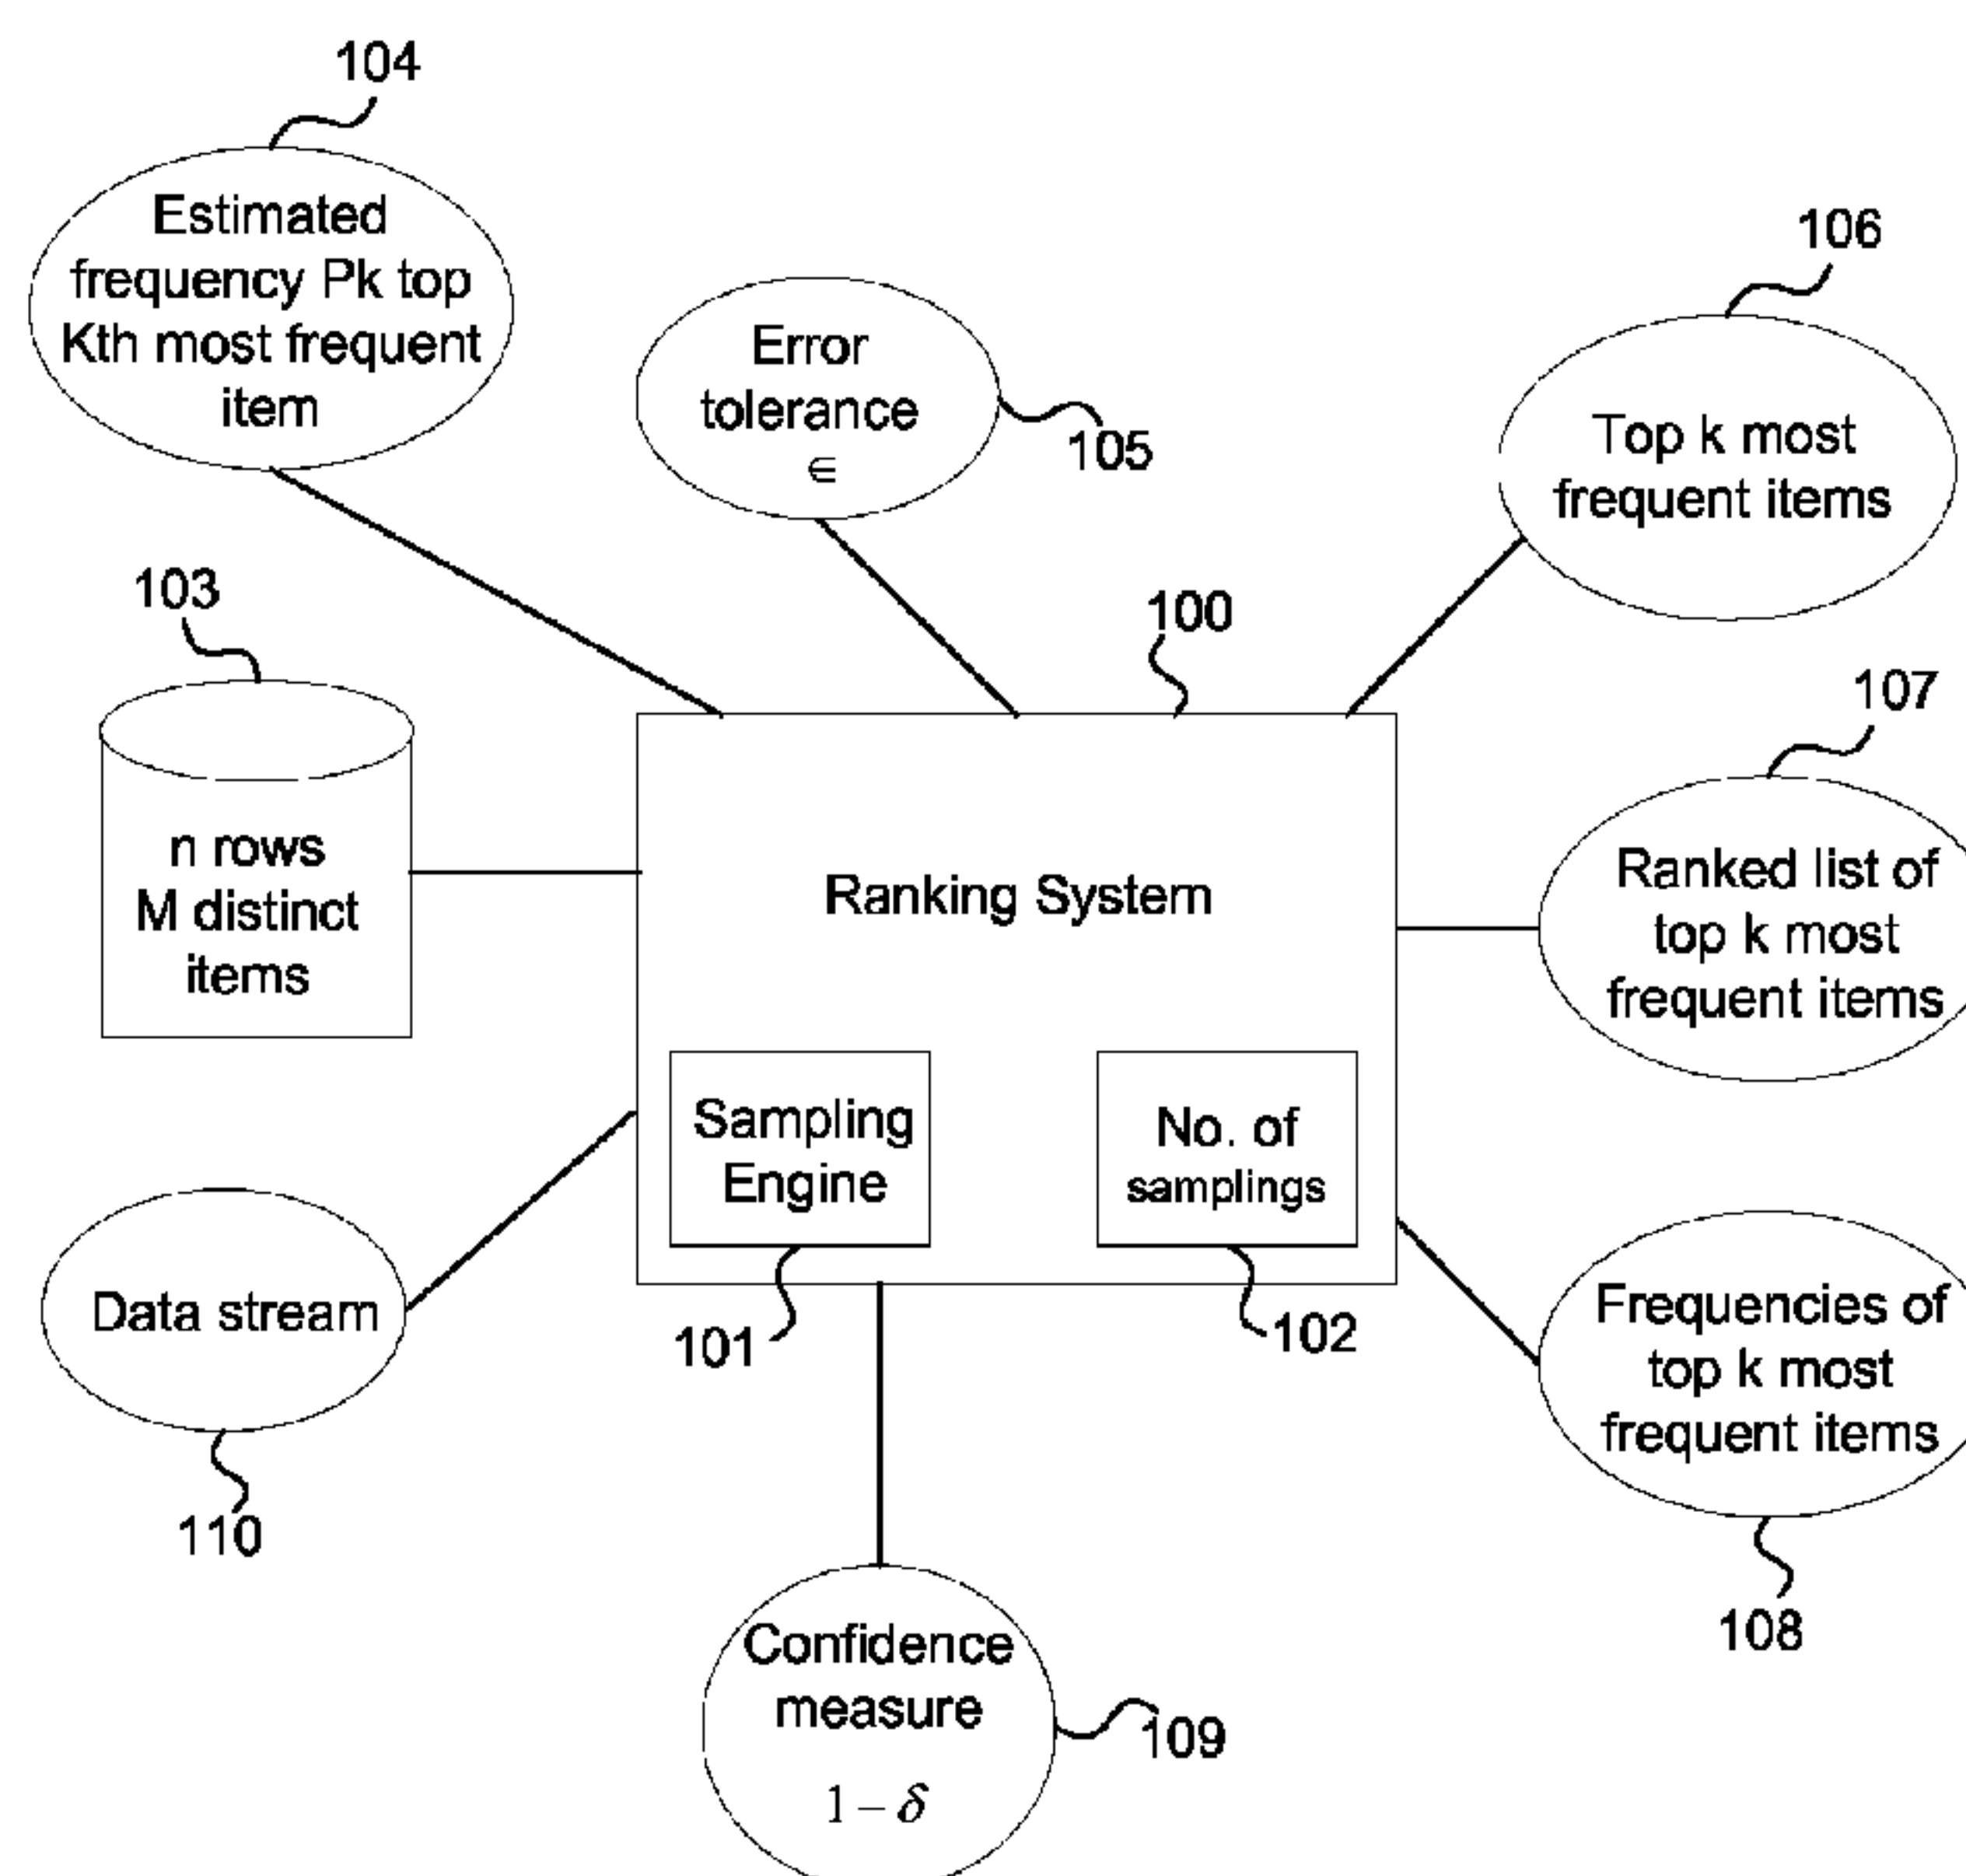 104
Estimated
frequency Pk top
Kth most frequent
item
Error
tolerance
∈
105
106
Top k most
frequent items
103
n rows
M distinct
items
100
Ranking System
107
Ranked list of
top k most
frequent items
Sampling
Engine
101
No. of
samplings
102
Data stream
110
Frequencies of
top k most
frequent items
108
Confidence
measure
1 – δ
109